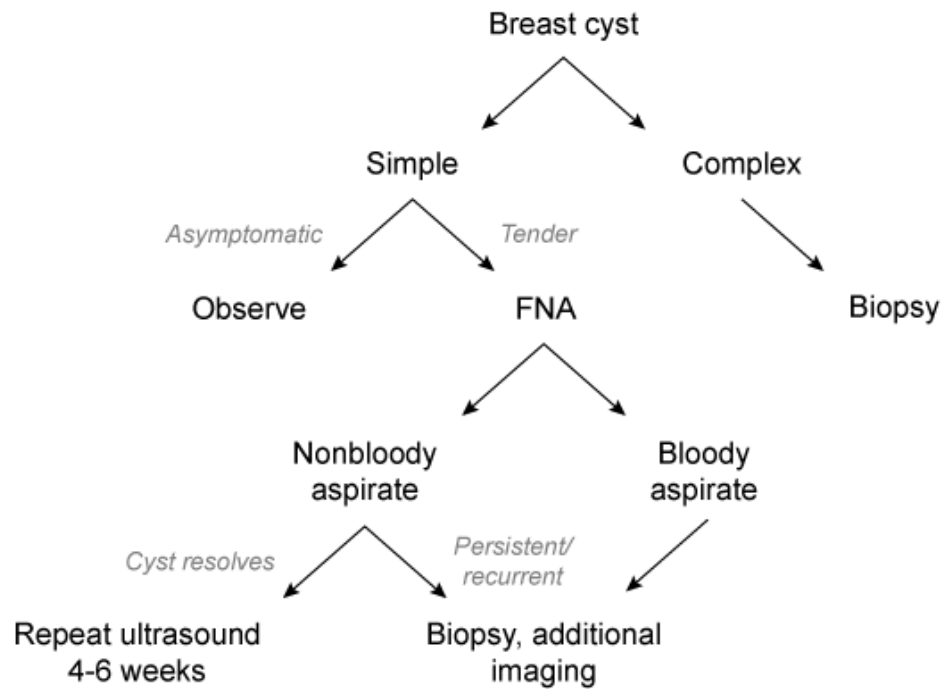 Breast cyst
Simple
Complex
Asymptomatic
Tender
Observe
FNA
Biopsy
Nonbloody
aspirate
Bloody
aspirate
Cyst resolves
Persistent/
recurrent
Repeat ultrasound
4-6 weeks
Biopsy, additional
imaging